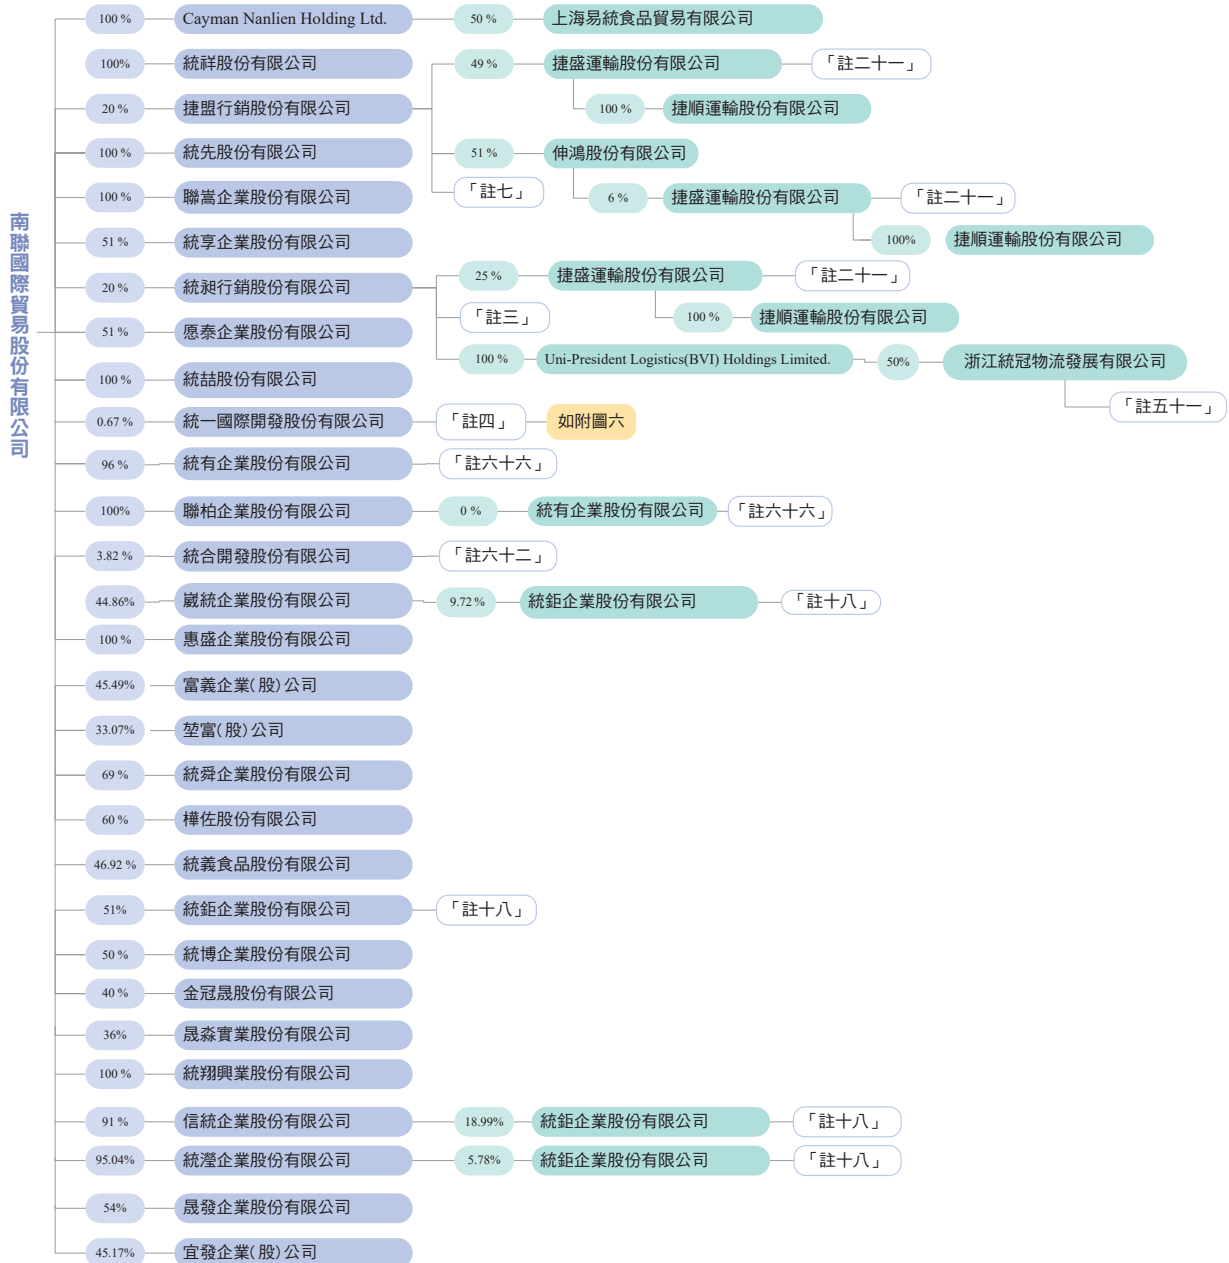 南聯國際貿易股份有限公司
100 % Cayman Nanlien Holding Ltd. 50 % 上海易統食品貿易有限公司
100% 統祥股份有限公司 49 % 捷盛運輸股份有限公司 「註二十一」
20 % 捷盟行銷股份有限公司 100 % 捷順運輸股份有限公司
100 % 統先股份有限公司 51 % 伸鴻股份有限公司
「註七」
100 % 聯嵩企業股份有限公司 6 % 捷盛運輸股份有限公司 「註二十一」
51 % 統享企業股份有限公司 100% 捷順運輸股份有限公司
20 % 統昶行銷股份有限公司 25 % 捷盛運輸股份有限公司 「註二十一」
「註三」 100 % 捷順運輸股份有限公司
51 % 愿泰企業股份有限公司
100 % Uni-President Logistics(BVI) Holdings Limited. 50% 浙江統冠物流發展有限公司
100 % 統喆股份有限公司
「註五十一」
0.67 % 統一國際開發股份有限公司 「註四」 如附圖六
96 % 統有企業股份有限公司 「註六十六」
100% 聯柏企業股份有限公司 0 % 統有企業股份有限公司 「註六十六」
3.82 % 統合開發股份有限公司 「註六十二」
44.86% 崴統企業股份有限公司 9.72 % 統鉅企業股份有限公司 「註十八」
100 % 惠盛企業股份有限公司
45.49% 富義企業(股)公司
33.07% 堃富(股)公司
69 % 統舜企業股份有限公司
60 % 樺佐股份有限公司
46.92 % 統義食品股份有限公司
51% 統鉅企業股份有限公司 「註十八」
50 % 統博企業股份有限公司
40 % 金冠晟股份有限公司
36% 晟淼實業股份有限公司
100 % 統翔興業股份有限公司
91 % 信統企業股份有限公司 18.99% 統鉅企業股份有限公司 「註十八」
95.04% 統瀅企業股份有限公司 5.78% 統鉅企業股份有限公司 「註十八」
54% 晟發企業股份有限公司
45.17% 宜發企業(股)公司